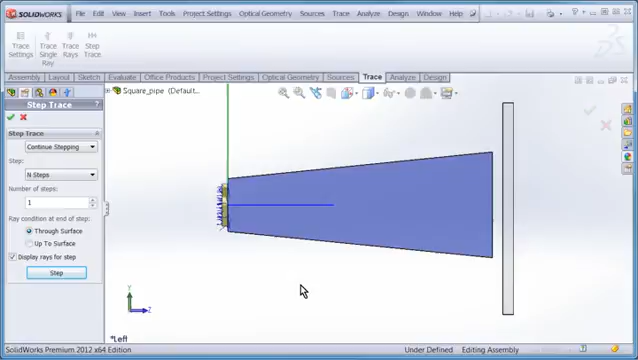 SOLIDWORKS File Edit View Insert Tools Project Settings Optical Geometry Sources Trace Analyze Design Window Help
Trace Settings
Trace Single Ray
Trace Rays
Step Trace.
Assembly Layout Sketch Evaluate Office Products Project Settings Optical Geometry Sources Trace Analyze Design
Step Trace ?
Square_pipe (Default...
Step Trace
Continue Stepping
Step:
N Steps
Number of steps:
1
Ray condition at end of step:
Through Surface
Up To Surface
Display rays for step
Step
Y
Z
*Left
SolidWorks Premium 2012 x64 Edition Under Defined Editing Assembly